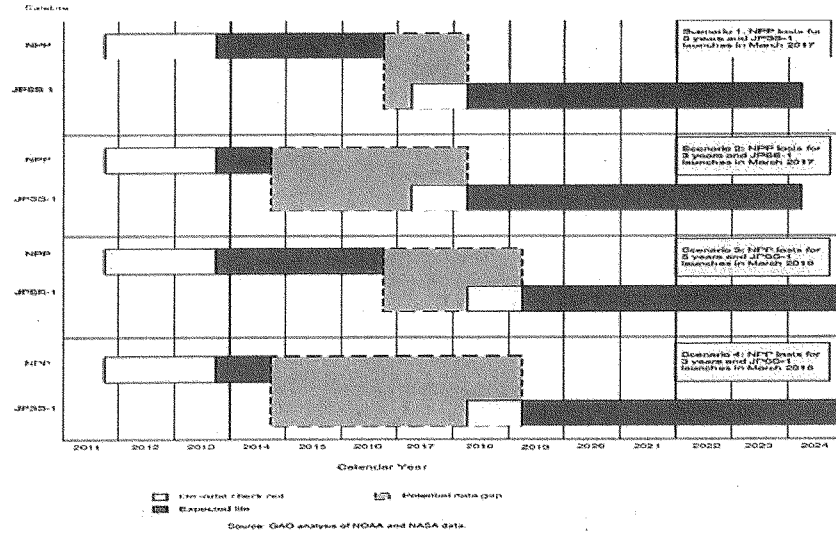 Satellite
NPP
JPSS-1
Scenario 1: NPP lasts for
5 years and JPSS-1
launches in March 2017
NPP
JPSS-1
Scenario 2: NPP lasts for
3 years and JPSS-1
launches in March 2017
NPP
JPSS-1
Scenario 3: NPP lasts for
5 years and JPSS-1
launches in March 2018
NPP
JPSS-1
Scenario 4: NPP lasts for
3 years and JPSS-1
launches in March 2018
2011 2012 2013 2014 2015 2016 2017 2018 2019 2020 2021 2022 2023 2024
Calendar Year
On-orbit check out
Potential data gap
Expected life
Source: GAO analysis of NOAA and NASA data.